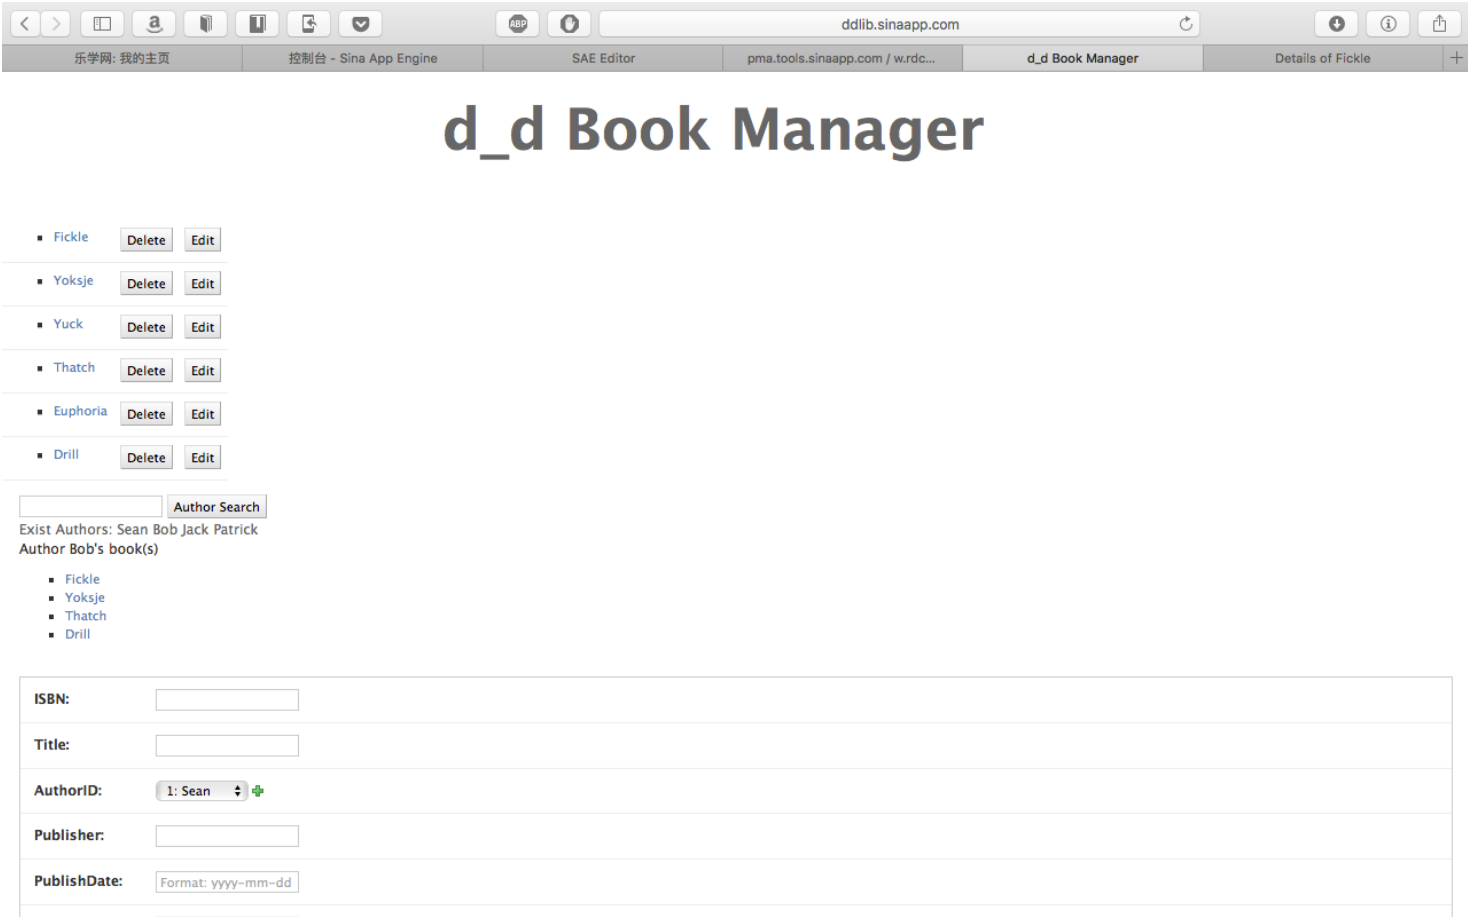 ABP
ddlib.sinaapp.com
乐学网: 我的主页
控制台 - Sina App Engine
SAE Editor
pma.tools.sinaapp.com / w.rdc...
d_d Book Manager
Details of Fickle
d_d Book Manager
Fickle Delete Edit
Yoksje Delete Edit
Yuck Delete Edit
Thatch Delete Edit
Euphoria Delete Edit
Drill Delete Edit
Author Search
Exist Authors: Sean Bob Jack Patrick
Author Bob's book(s)
Fickle
Yoksje
Thatch
Drill
ISBN:
Title:
AuthorID: 1: Sean
Publisher:
PublishDate: Format: yyyy-mm-dd